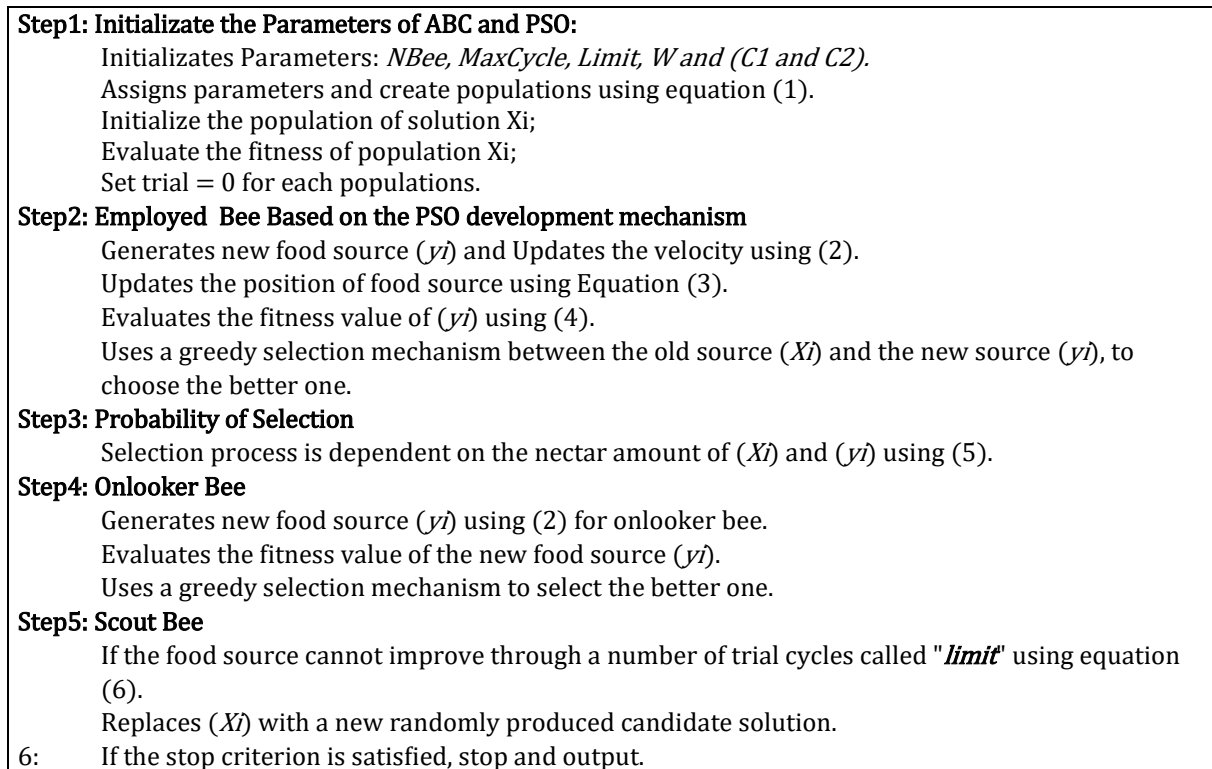 Step1: Initializate the Parameters of ABC and PSO:
Initializates Parameters: NBee, MaxCycle, Limit, W and (C1 and C2).
Assigns parameters and create populations using equation (1).
Initialize the population of solution Xi;
Evaluate the fitness of population Xi;
Set trial = 0 for each populations.
Step2: Employed Bee Based on the PSO development mechanism
Generates new food source (yi) and Updates the velocity using (2).
Updates the position of food source using Equation (3).
Evaluates the fitness value of (yi) using (4).
Uses a greedy selection mechanism between the old source (Xi) and the new source (yi), to
choose the better one.
Step3: Probability of Selection
Selection process is dependent on the nectar amount of (Xi) and (yi) using (5).
Step4: Onlooker Bee
Generates new food source (yi) using (2) for onlooker bee.
Evaluates the fitness value of the new food source (yi).
Uses a greedy selection mechanism to select the better one.
Step5: Scout Bee
If the food source cannot improve through a number of trial cycles called "limit" using equation
(6).
Replaces (Xi) with a new randomly produced candidate solution.
6: If the stop criterion is satisfied, stop and output.